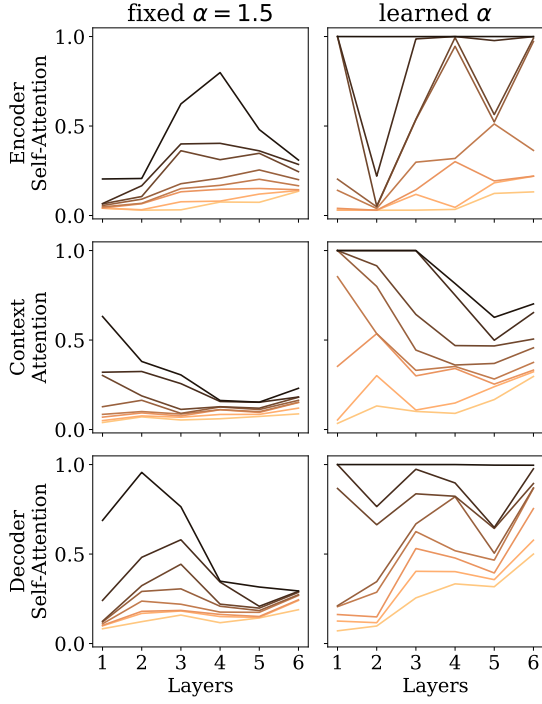 fixed α = 1.5
learned α
Encoder
Self-Attention
1.0
0.5
0.0
Context
Attention
1.0
0.5
0.0
Decoder
Self-Attention
1.0
0.5
0.0
1 2 3 4 5 6
1 2 3 4 5 6
Layers
Layers